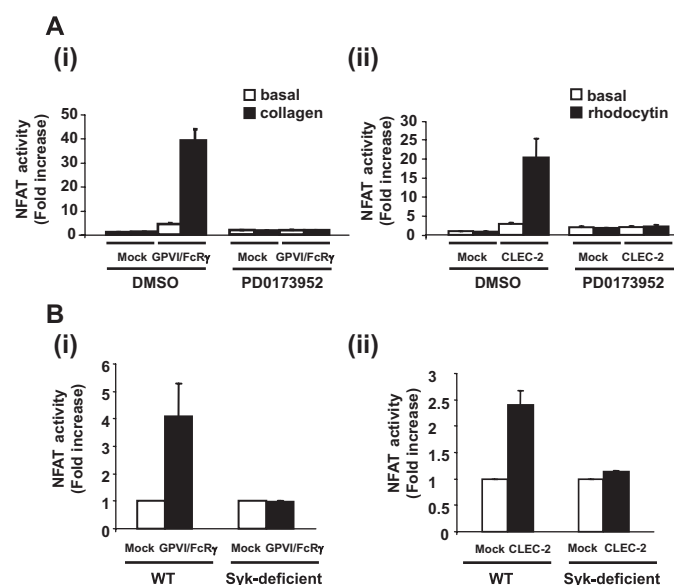 A
(i)
basal
collagen
NFAT activity
(Fold increase)
50
40
30
20
10
0
Mock GPVI/FcRγ Mock GPVI/FcRγ
DMSO PD0173952
(ii)
basal
rhodocytin
NFAT activity
(Fold increase)
30
25
20
15
10
5
0
Mock CLEC-2 Mock CLEC-2
DMSO PD0173952
B
(i)
NFAT activity
(Fold increase)
6
5
4
3
2
1
0
Mock GPVI/FcRγ Mock GPVI/FcRγ
WT Syk-deficient
(ii)
NFAT activity
(Fold increase)
3
2.5
2
1.5
1
0.5
0
Mock CLEC-2 Mock CLEC-2
WT Syk-deficient